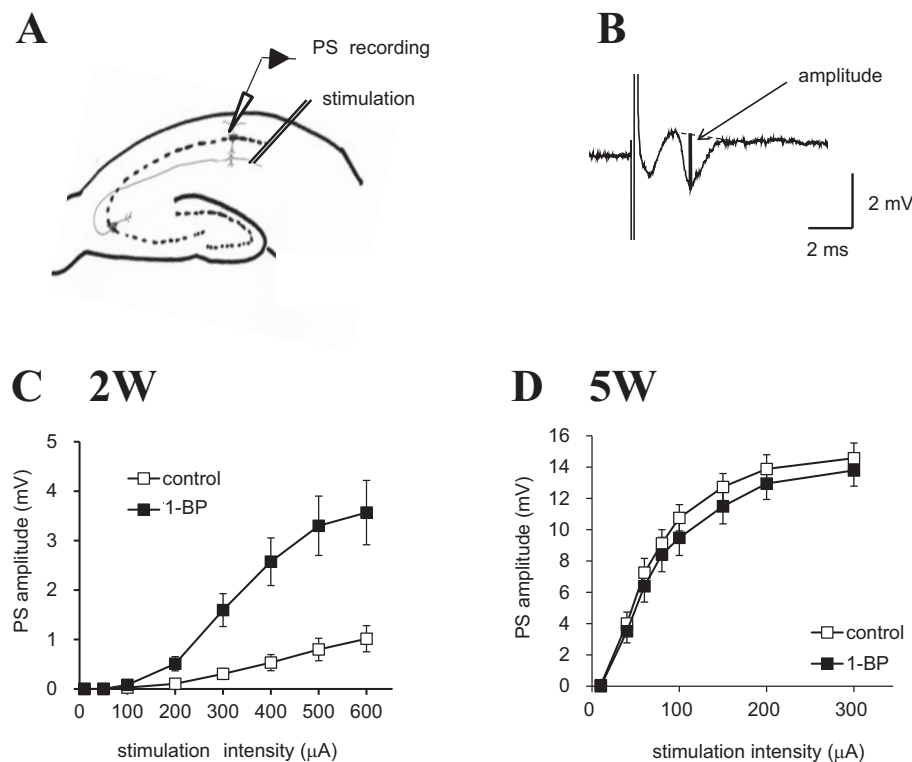 A
PS recording
stimulation
B
amplitude
2 mV
2 ms
C 2W
PS amplitude (mV)
5
4
3
2
1
0
control
1-BP
0 100 200 300 400 500 600
stimulation intensity (μA)
D 5W
PS amplitude (mV)
16
14
12
10
8
6
4
2
0
control
1-BP
0 100 200 300
stimulation intensity (μA)